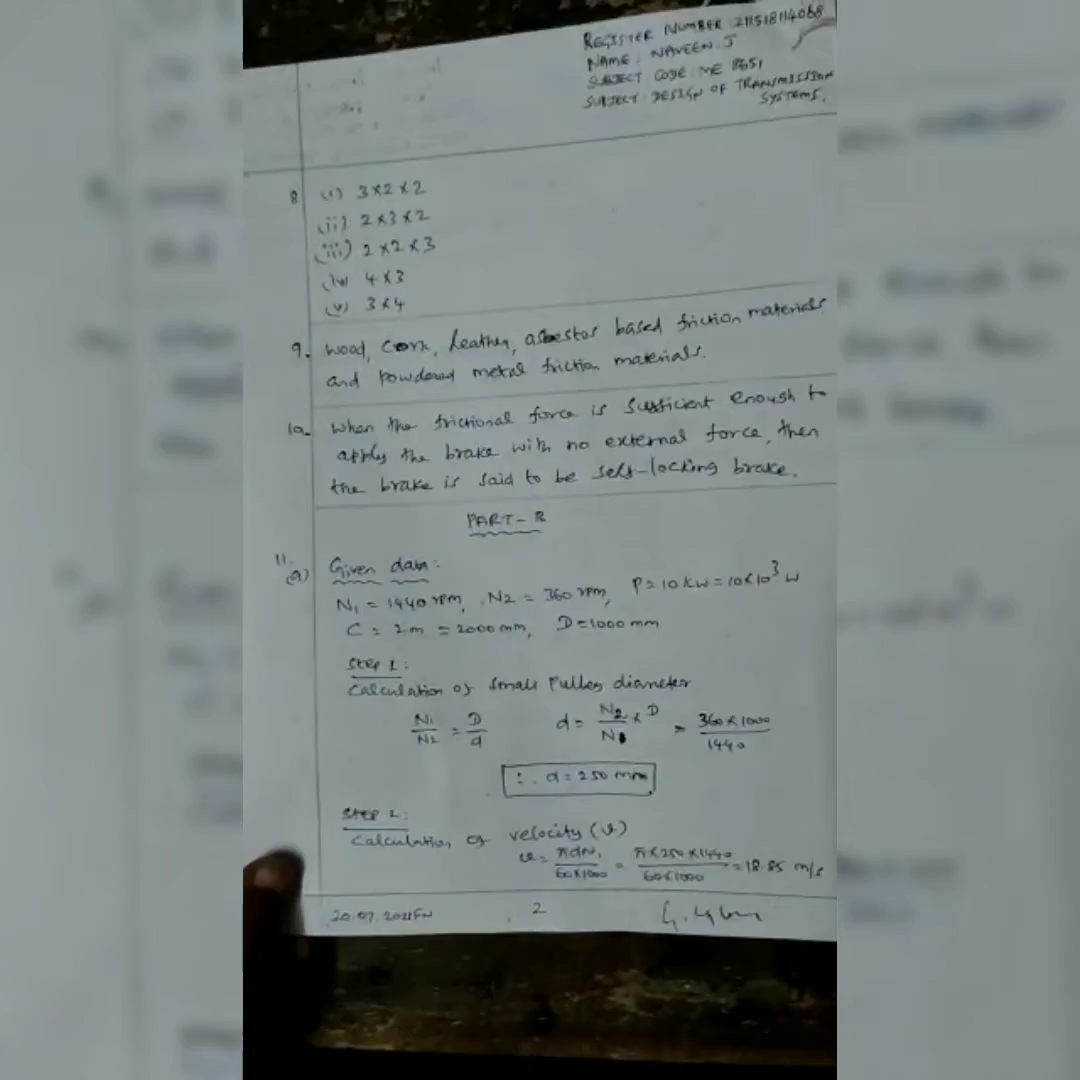 REGISTER NUMBER : 211518114068
NAME : NAVEEN. J
SUBJECT CODE : ME 8651
SUBJECT : DESIGN OF TRANSMISSION
SYSTEMS.
8 (i) 3×2×2
(ii) 2×3×2
(iii) 2×2×3
(iv) 4×3
(v) 3×4
9. Wood, Cork, Leather, asbestos based friction materials
and Powdered metal friction materials.
10. When the frictional force is sufficient enough to
apply the brake with no external force, then
the brake is said to be self-locking brake.
PART - B
11.
(a) Given data:
N₁ = 1440 rpm, N₂ = 360 rpm, P = 10 kW = 10×10³ W
C = 2m = 2000 mm, D = 1000 mm
Step 1:
Calculation of Small Pulley diameter
N₁/N₂ = D/d d = N₂/N₁ × D = 360×1000/1440
∴ d = 250 mm
STEP 2:
Calculation of velocity (v)
v = πdN₁/60×1000 = π×250×1440/60×1000 = 18.85 m/s
20.07.2021FN 2